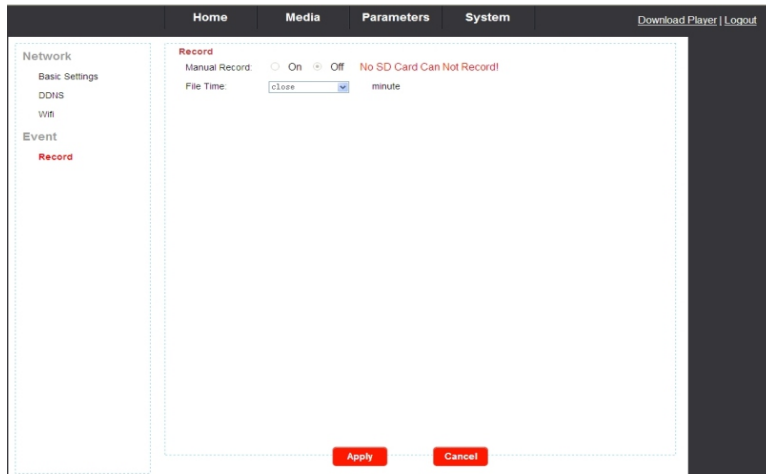 Home Media Parameters System
Download Player | Logout
Network
Basic Settings
DDNS
Wifi
Event
Record
Record
Manual Record: On Off No SD Card Can Not Record!
File Time: close minute
Apply Cancel